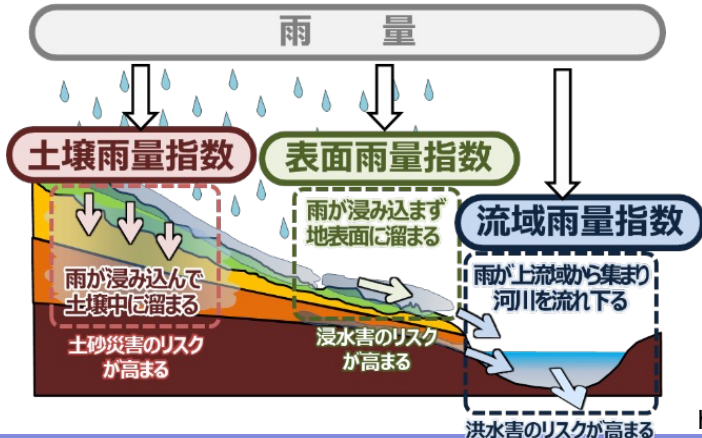 雨 量
土壌雨量指数
表面雨量指数
流域雨量指数
雨が浸み込んで
土壌中に溜まる
土砂災害のリスク
が高まる
雨が浸み込まず
地表面に溜まる
浸水害のリスク
が高まる
雨が上流域から集まり
河川を流れ下る
洪水害のリスクが高まる